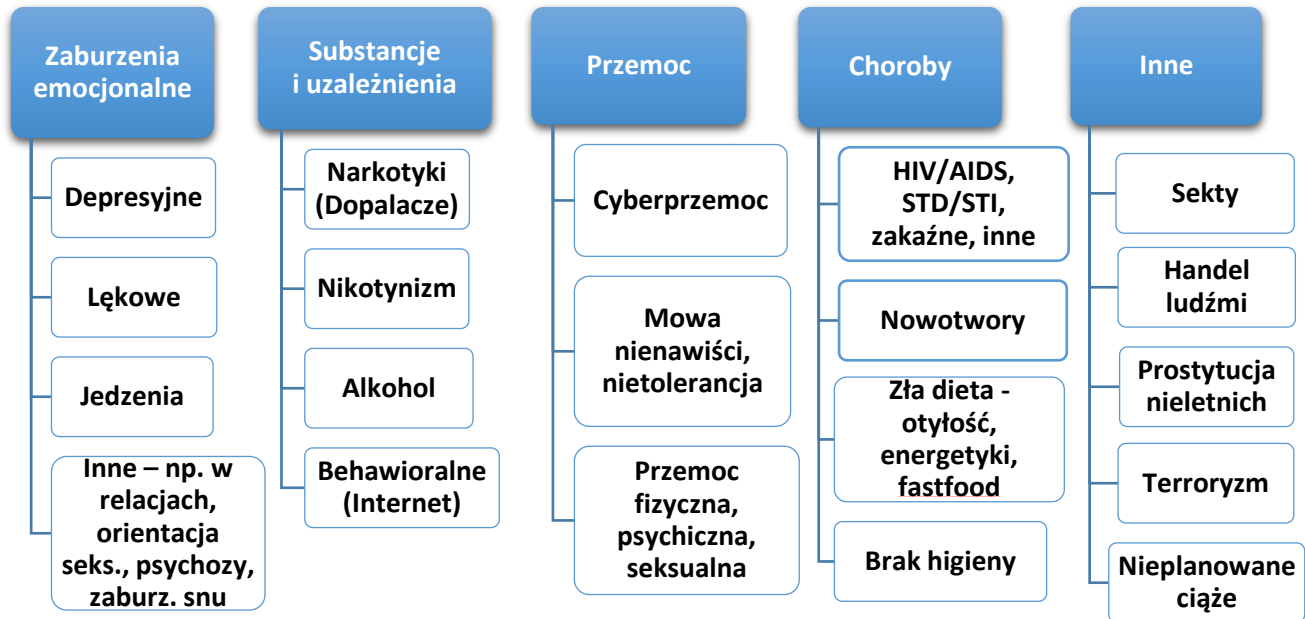 Zaburzenia
emocjonalne
Depresyjne
Lękowe
Jedzenia
Inne – np. w
relacjach,
orientacja
seks., psychozy,
zaburz. snu
Substancje
i uzależnienia
Narkotyki
(Dopalacze)
Nikotynizm
Alkohol
Behawioralne
(Internet)
Przemoc
Cyberprzemoc
Mowa
nienawiści,
nietolerancja
Przemoc
fizyczna,
psychiczna,
seksualna
Choroby
HIV/AIDS,
STD/STI,
zakaźne, inne
Nowotwory
Zła dieta -
otyłość,
energetyki,
fastfood
Brak higieny
Inne
Sekty
Handel
ludźmi
Prostytucja
nieletnich
Terroryzm
Nieplanowane
ciąże